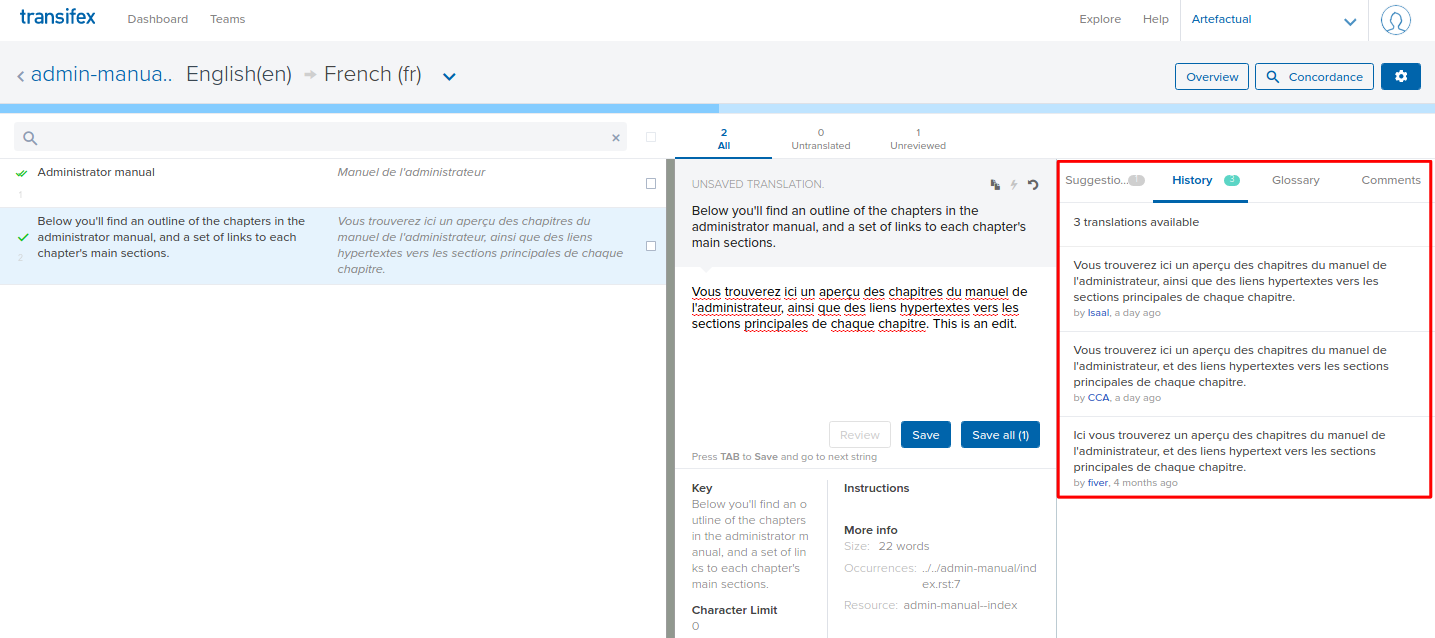 transifex
Dashboard Teams
Explore Help Artefactual
admin-manua.. English(en) French (fr)
Overview Concordance
Administrator manual
Manuel de l'administrateur
1
Below you'll find an outline of the chapters in the
administrator manual, and a set of links to each
chapter's main sections.
2
Vous trouverez ici un aperçu des chapitres du
manuel de l'administrateur, ainsi que des liens
hypertextes vers les sections principales de chaque
chapitre.
2 0 1
All Untranslated Unreviewed
UNSAVED TRANSLATION.
Below you'll find an outline of the chapters in the
administrator manual, and a set of links to each chapter's
main sections.
Vous trouverez ici un aperçu des chapitres du manuel de
l'administrateur, ainsi que des liens hypertextes vers les
sections principales de chaque chapitre. This is an edit.
Review Save Save all (1)
Press TAB to Save and go to next string
Key
Below you'll find an o
utline of the chapters
in the administrator m
anual, and a set of lin
ks to each chapter's
main sections.
Character Limit
0
Instructions
More info
Size: 22 words
Occurrences: ../../admin-manual/ind
ex.rst:7
Resource: admin-manual--index
Suggestio... 1 History 3 Glossary Comments
3 translations available
Vous trouverez ici un aperçu des chapitres du manuel de
l'administrateur, ainsi que des liens hypertextes vers les
sections principales de chaque chapitre.
by lsaal, a day ago
Vous trouverez ici un aperçu des chapitres du manuel de
l'administrateur, et des liens hypertextes vers les sections
principales de chaque chapitre.
by CCA, a day ago
Ici vous trouverez un aperçu des chapitres du manuel de
l'administrateur, et des liens hypertext vers les sections
principales de chaque chapitre.
by fiver, 4 months ago